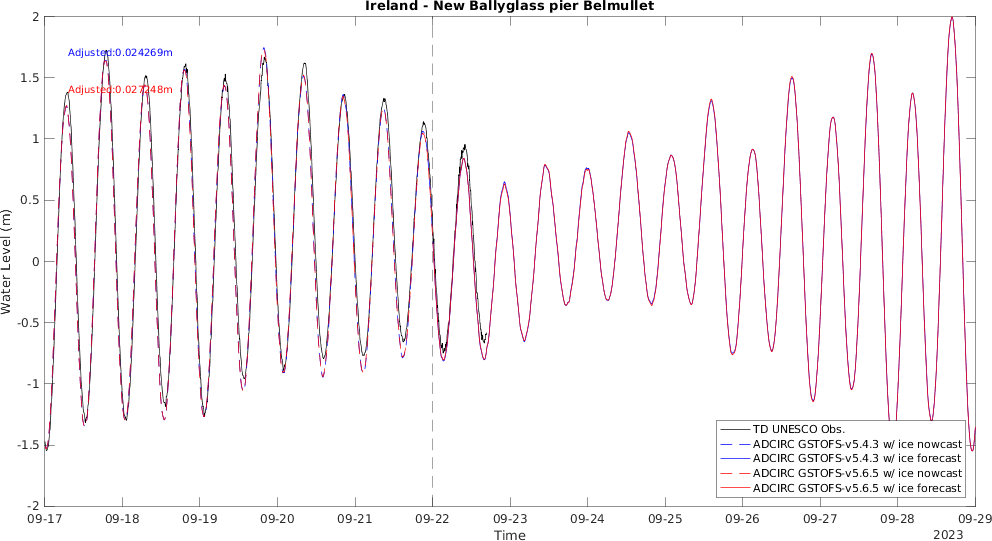 Ireland - New Ballyglass pier Belmullet
Adjusted:0.024269m
Adjusted:0.027248m
Water Level (m)
2
1.5
1
0.5
0
-0.5
-1
-1.5
-2
TD UNESCO Obs.
ADCIRC GSTOFS-v5.4.3 w/ ice nowcast
ADCIRC GSTOFS-v5.4.3 w/ ice forecast
ADCIRC GSTOFS-v5.6.5 w/ ice nowcast
ADCIRC GSTOFS-v5.6.5 w/ ice forecast
09-17 09-18 09-19 09-20 09-21 09-22 09-23 09-24 09-25 09-26 09-27 09-28 09-29
Time
2023